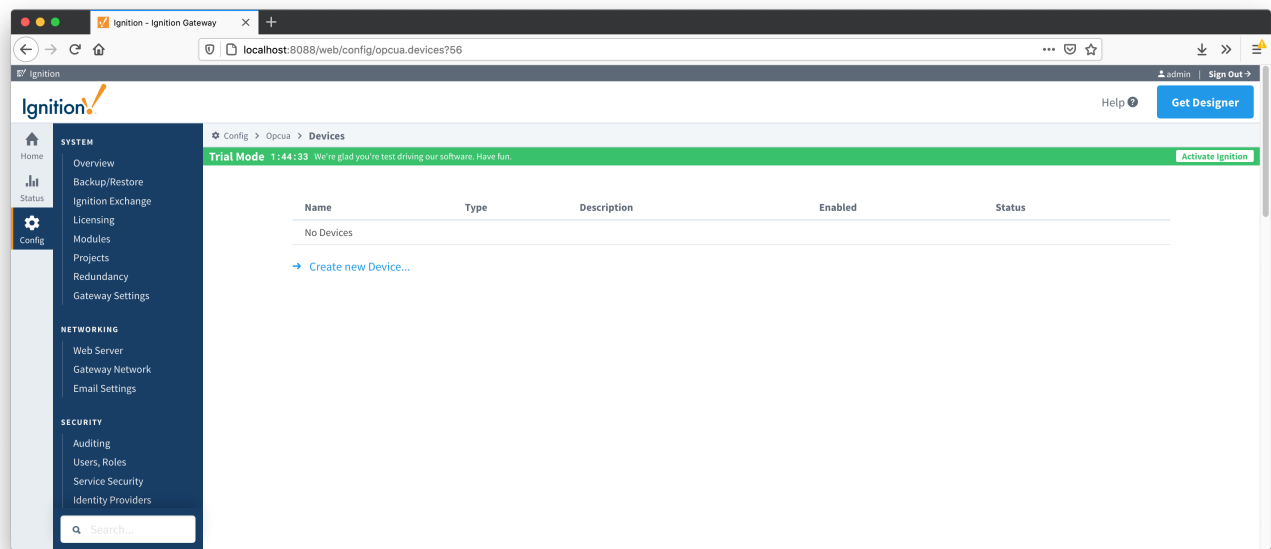 Ignition - Ignition Gateway
localhost:8088/web/config/opcua.devices?56
Ignition
admin | Sign Out
Ignition!
Help
Get Designer
Home
Status
Config
SYSTEM
Overview
Backup/Restore
Ignition Exchange
Licensing
Modules
Projects
Redundancy
Gateway Settings
NETWORKING
Web Server
Gateway Network
Email Settings
SECURITY
Auditing
Users, Roles
Service Security
Identity Providers
Search...
Config > Opcua > Devices
Trial Mode 1:44:33 We're glad you're test driving our software. Have fun.
Activate Ignition
Name Type Description Enabled Status
No Devices
Create new Device...